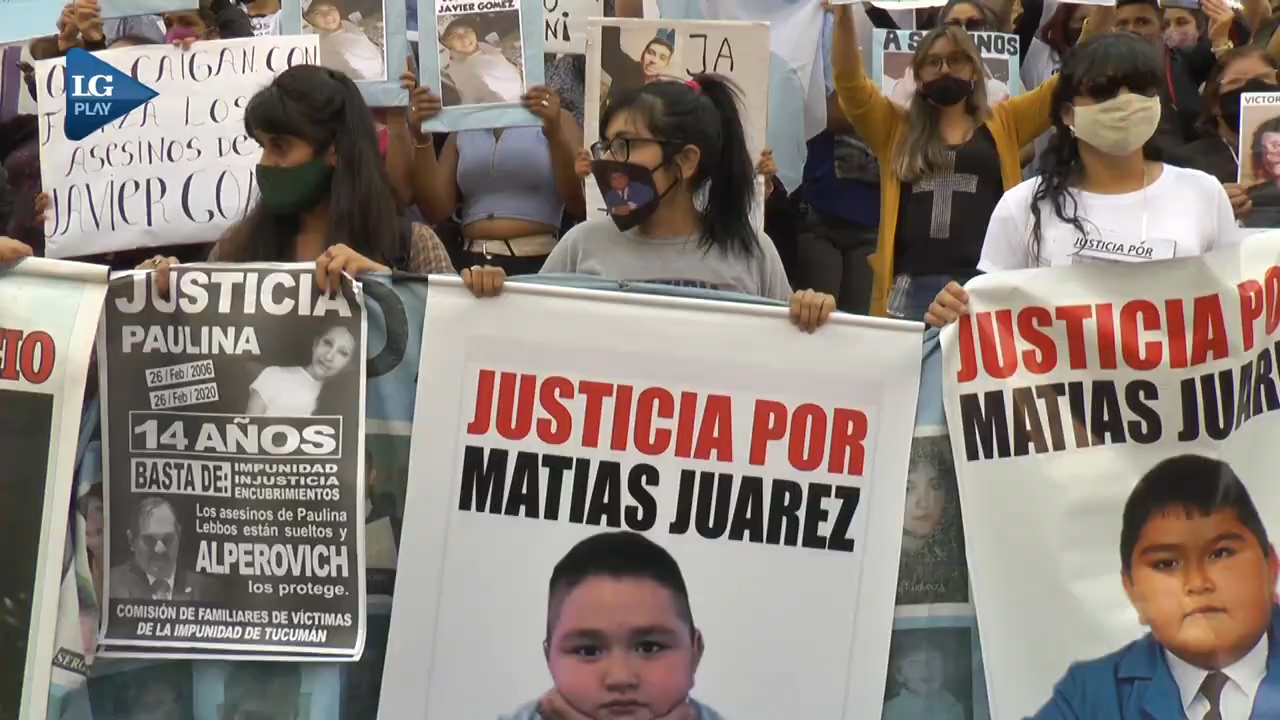 LG
PLAY
CAIGAN CON
LOS
ASESINOS DE
JAVIER
JAVIER GOMEZ
JA
VICTOR
JUSTICIA POR
JUSTICIA
PAULINA
26/Feb/2006
26/Feb/2020
14 AÑOS
BASTA DE: IMPUNIDAD
INJUSTICIA
ENCUBRIMIENTOS
Los asesinos de Paulina
Lebbos están sueltos y
ALPEROVICH
los protege.
COMISIÓN DE FAMILIARES DE VÍCTIMAS
DE LA IMPUNIDAD DE TUCUMÁN
JUSTICIA POR
MATIAS JUAREZ
JUSTICIA PO
MATIAS JUAR